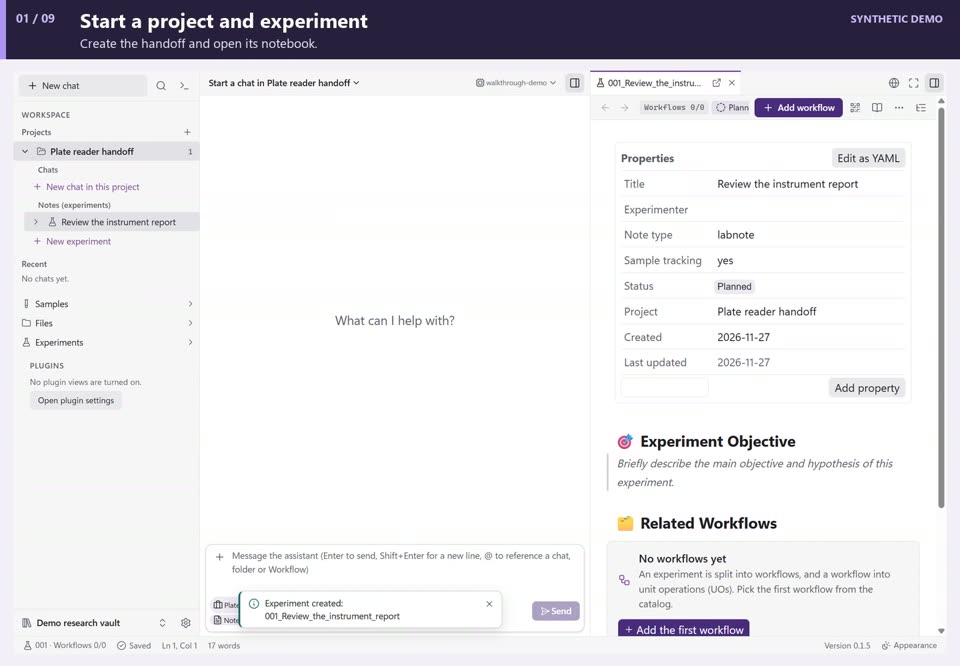 01 / 09
Start a project and experiment
Create the handoff and open its notebook.
SYNTHETIC DEMO
New chat
WORKSPACE
Projects
Plate reader handoff 1
Chats
New chat in this project
Notes (experiments)
Review the instrument report
New experiment
Recent
No chats yet.
Samples
Files
Experiments
PLUGINS
No plugin views are turned on.
Open plugin settings
Demo research vault
Start a chat in Plate reader handoff
walkthrough-demo
What can I help with?
Message the assistant (Enter to send, Shift+Enter for a new line, @ to reference a chat,
folder or Workflow)
Plate
Note
Experiment created:
001_Review_the_instrument_report
Send
001_Review_the_instru...
Workflows 0/0
Plann
Add workflow
Properties
Edit as YAML
Title Review the instrument report
Experimenter
Note type labnote
Sample tracking yes
Status Planned
Project Plate reader handoff
Created 2026-11-27
Last updated 2026-11-27
Add property
Experiment Objective
Briefly describe the main objective and hypothesis of this
experiment.
Related Workflows
No workflows yet
An experiment is split into workflows, and a workflow into
unit operations (UOs). Pick the first workflow from the
catalog.
+ Add the first workflow
001 · Workflows 0/0
Saved
Ln 1, Col 1
17 words
Version 0.1.5
Appearance